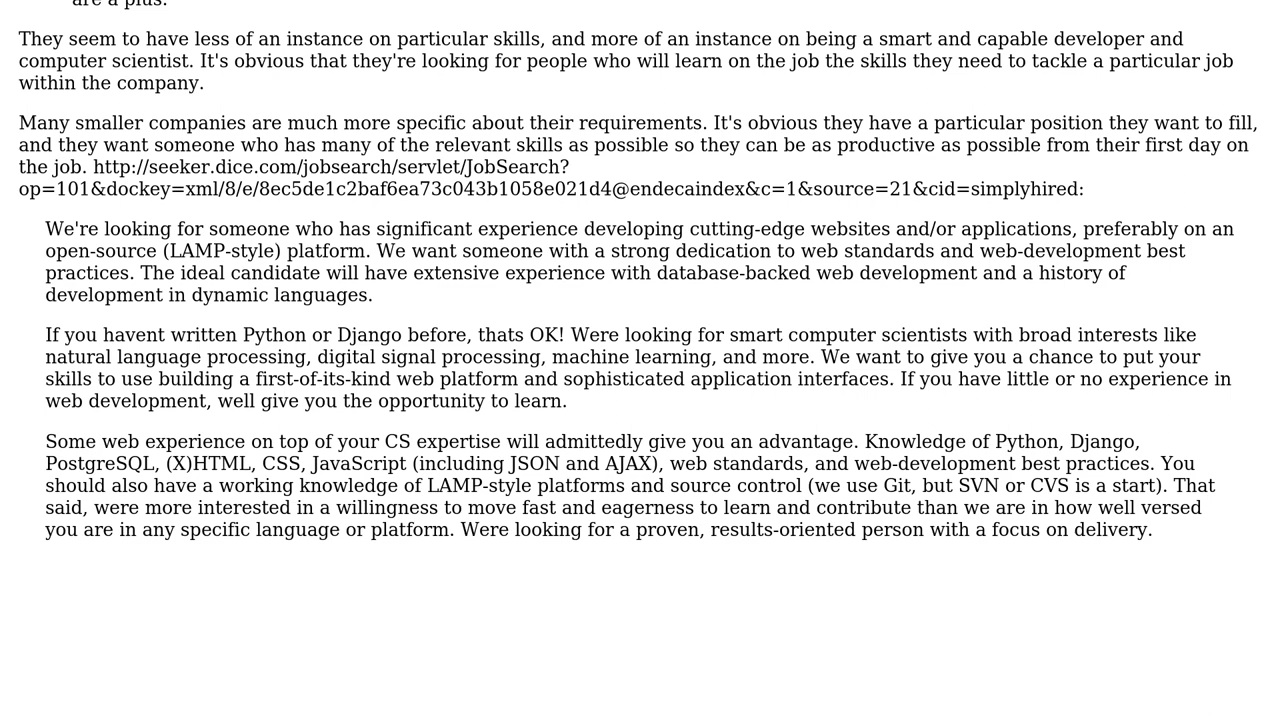 are a plus.
They seem to have less of an instance on particular skills, and more of an instance on being a smart and capable developer and
computer scientist. It's obvious that they're looking for people who will learn on the job the skills they need to tackle a particular job
within the company.
Many smaller companies are much more specific about their requirements. It's obvious they have a particular position they want to fill,
and they want someone who has many of the relevant skills as possible so they can be as productive as possible from their first day on
the job. http://seeker.dice.com/jobsearch/servlet/JobSearch?
op=101&dockey=xml/8/e/8ec5de1c2baf6ea73c043b1058e021d4@endecaindex&c=1&source=21&cid=simplyhired:
We're looking for someone who has significant experience developing cutting-edge websites and/or applications, preferably on an
open-source (LAMP-style) platform. We want someone with a strong dedication to web standards and web-development best
practices. The ideal candidate will have extensive experience with database-backed web development and a history of
development in dynamic languages.
If you havent written Python or Django before, thats OK! Were looking for smart computer scientists with broad interests like
natural language processing, digital signal processing, machine learning, and more. We want to give you a chance to put your
skills to use building a first-of-its-kind web platform and sophisticated application interfaces. If you have little or no experience in
web development, well give you the opportunity to learn.
Some web experience on top of your CS expertise will admittedly give you an advantage. Knowledge of Python, Django,
PostgreSQL, (X)HTML, CSS, JavaScript (including JSON and AJAX), web standards, and web-development best practices. You
should also have a working knowledge of LAMP-style platforms and source control (we use Git, but SVN or CVS is a start). That
said, were more interested in a willingness to move fast and eagerness to learn and contribute than we are in how well versed
you are in any specific language or platform. Were looking for a proven, results-oriented person with a focus on delivery.